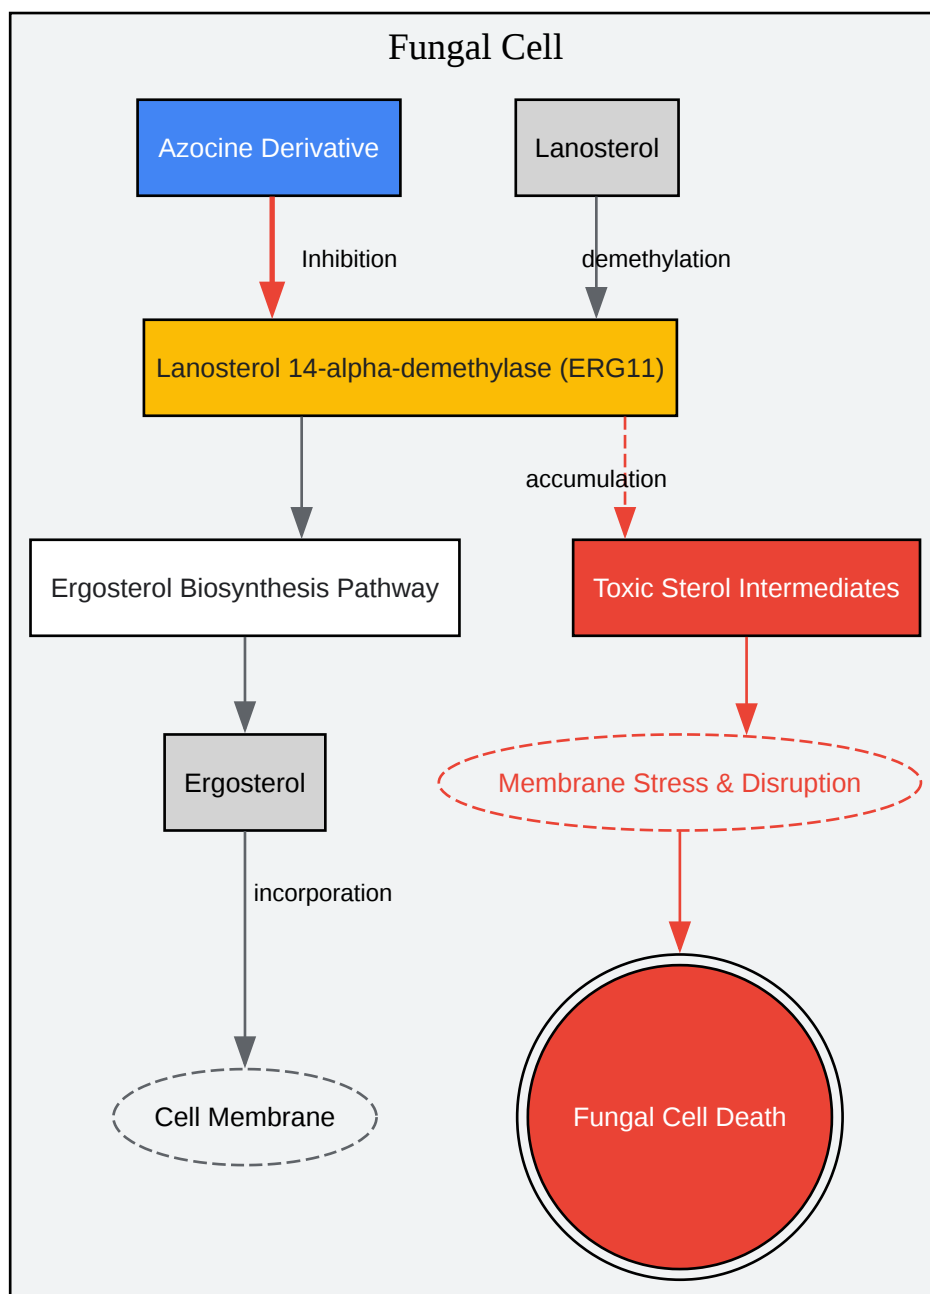 Fungal Cell
Azocine Derivative
Lanosterol
Inhibition
demethylation
Lanosterol 14-alpha-demethylase (ERG11)
accumulation
Ergosterol Biosynthesis Pathway
Toxic Sterol Intermediates
Ergosterol
Membrane Stress & Disruption
incorporation
Cell Membrane
Fungal Cell Death